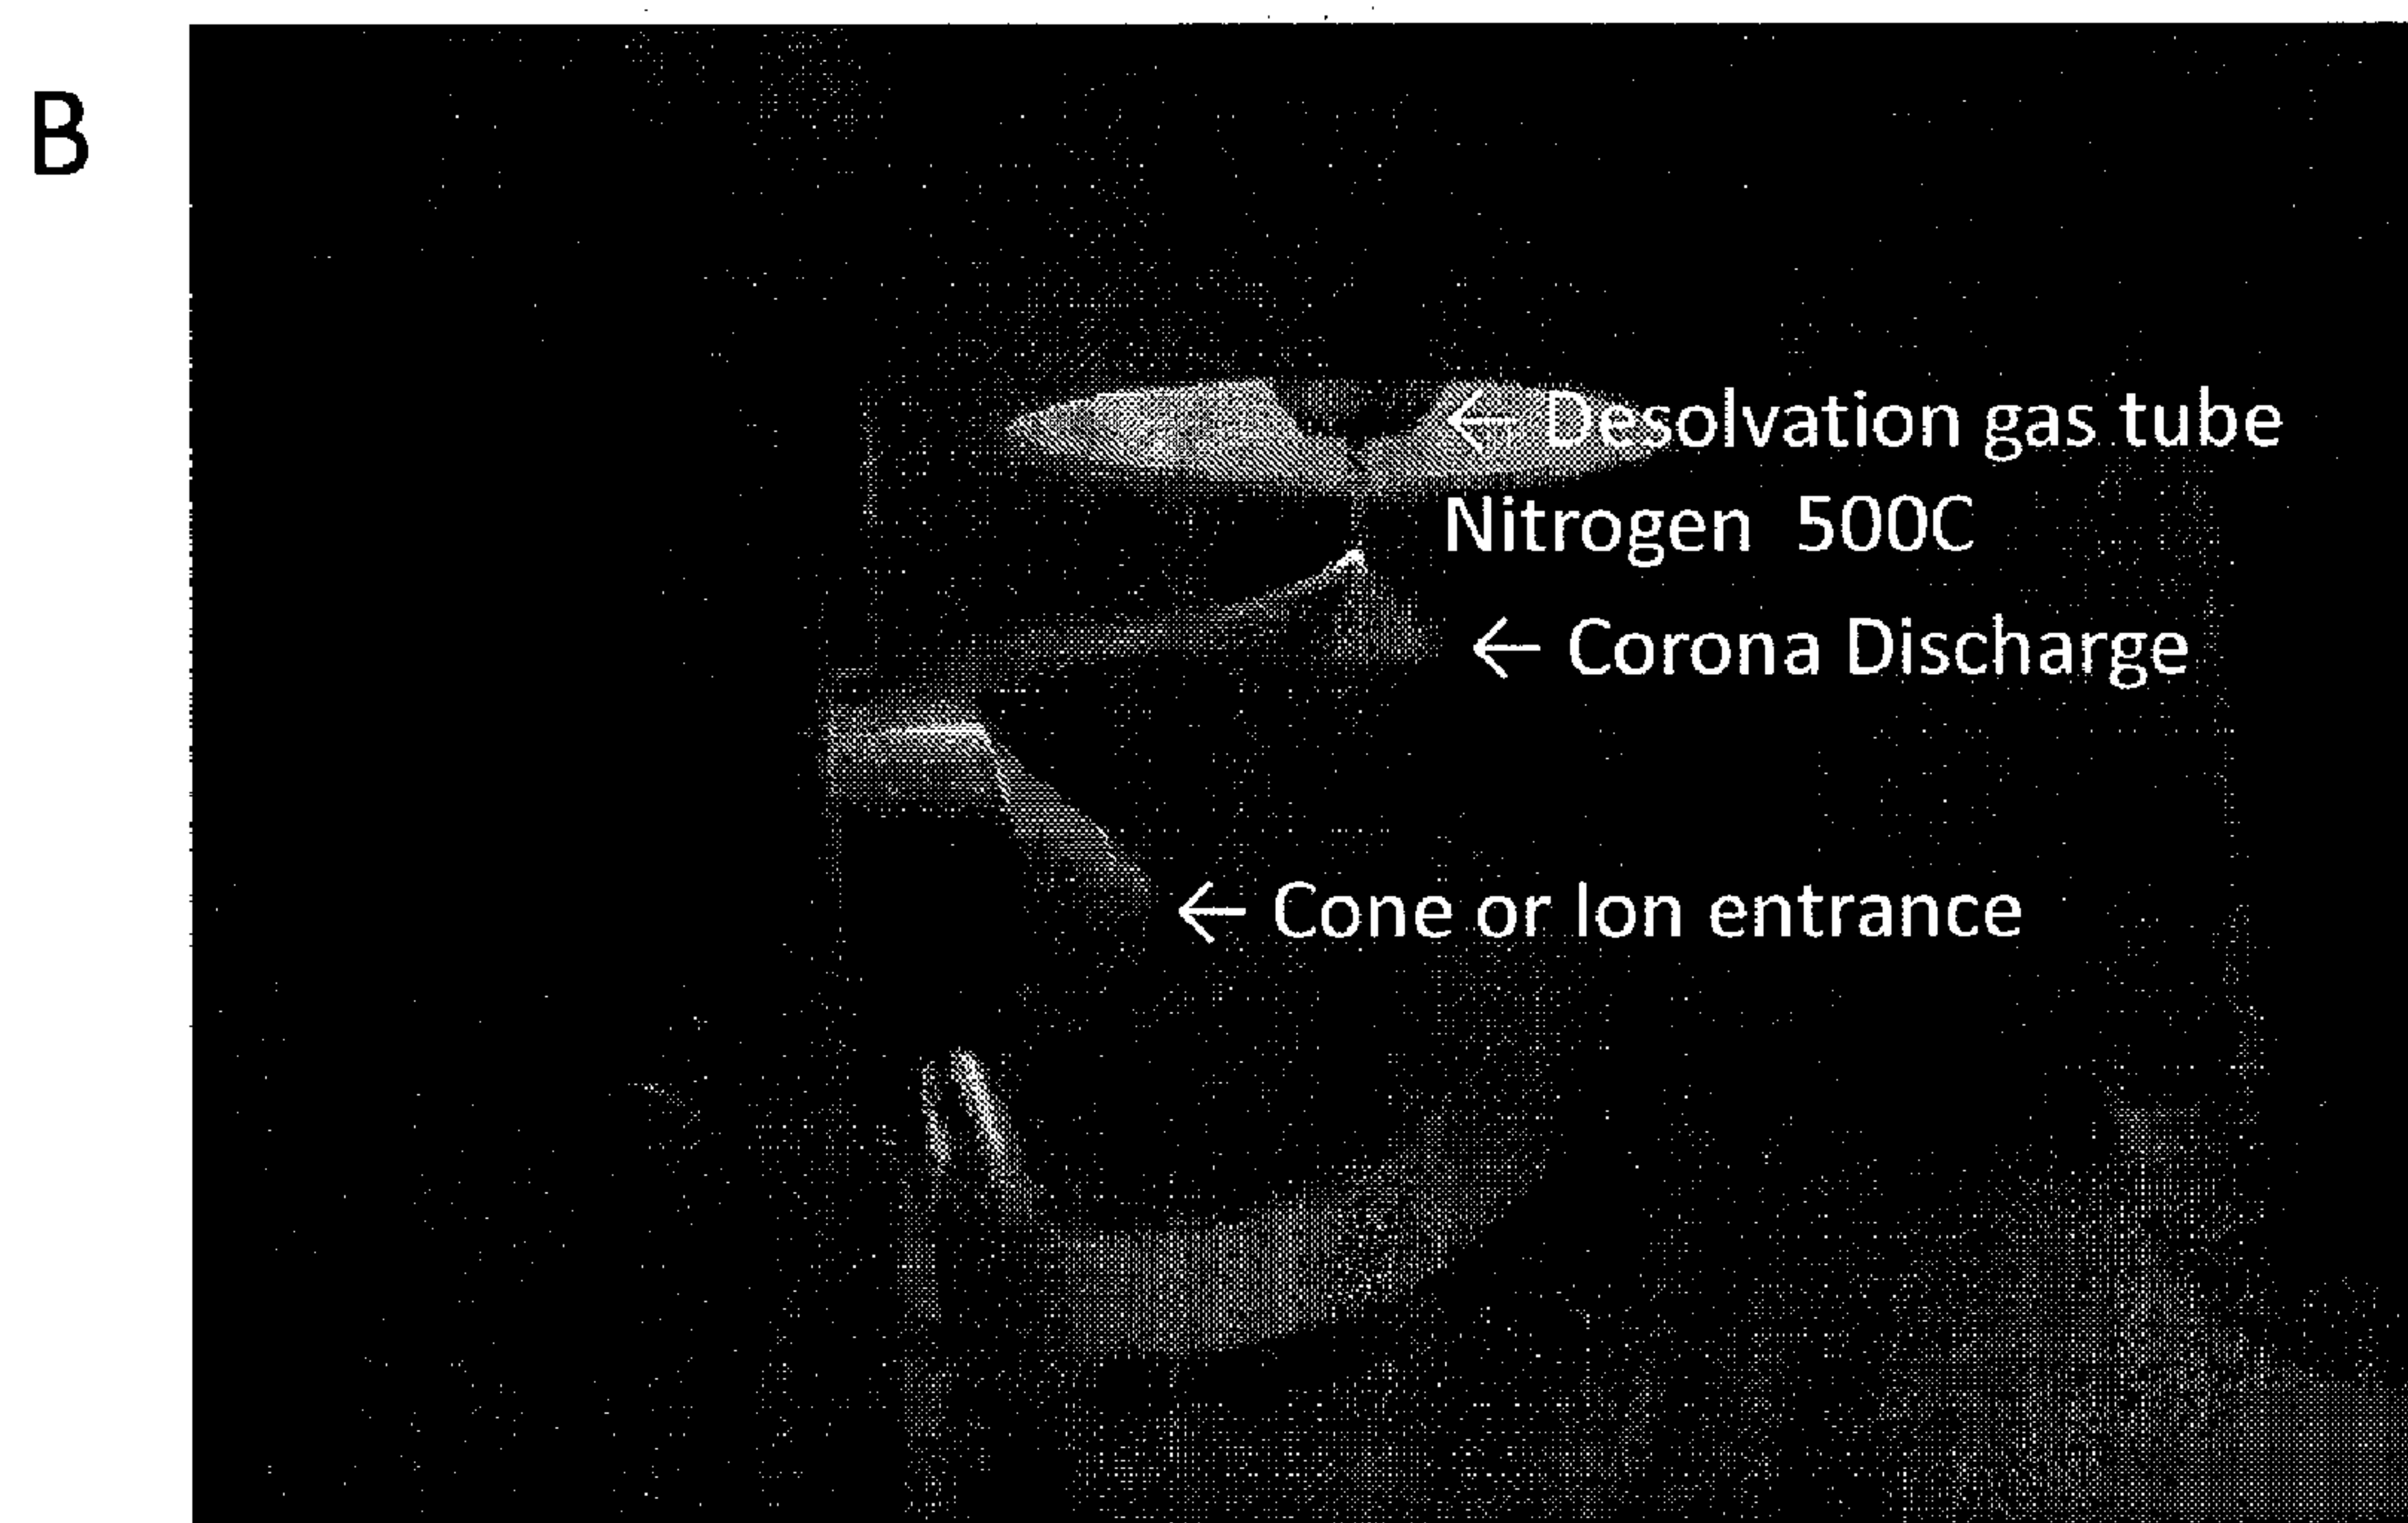 B
← Desolvation gas tube
Nitrogen 500C
← Corona Discharge
← Cone or Ion entrance